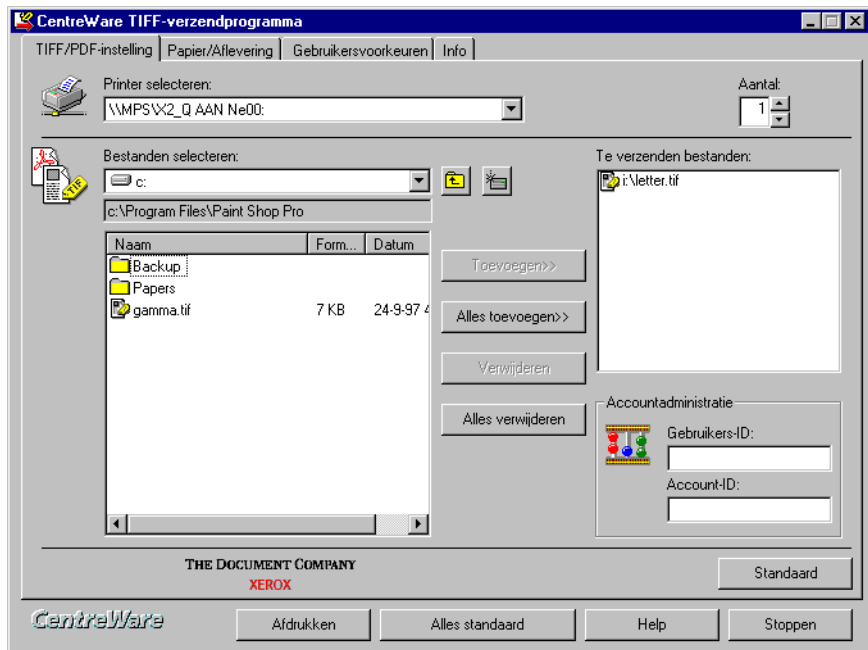 CentreWare TIFF-verzendprogramma
TIFF/PDF-instelling Papier/Aflevering Gebruikersvoorkeuren Info
Printer selecteren:
Aantal:
\\MPS\X2_Q AAN Ne00:
1
Bestanden selecteren:
Te verzenden bestanden:
TIF
c:
i:\letter.tif
c:\Program Files\Paint Shop Pro
Naam Form... Datum
Backup
Papers
gamma.tif 7 KB 24-9-97 4
Toevoegen>>
Alles toevoegen>>
Verwijderen
Alles verwijderen
Accountadministratie
Gebruikers-ID:
Account-ID:
THE DOCUMENT COMPANY
XEROX
Standaard
CentreWare
Afdrukken Alles standaard Help Stoppen